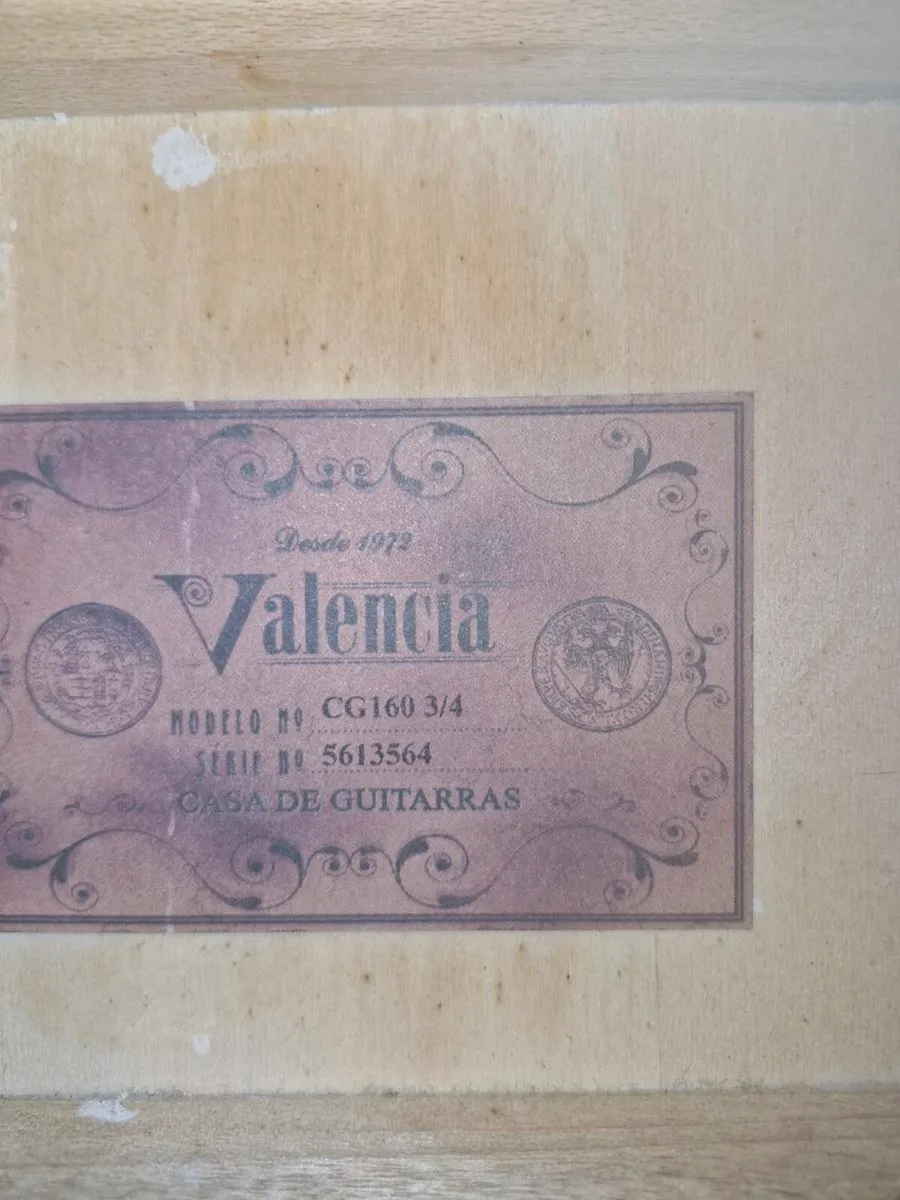 Desde 1972
Valencia
MODELO Nº CG160 3/4
SERIE Nº 5613564
CASA DE GUITARRAS